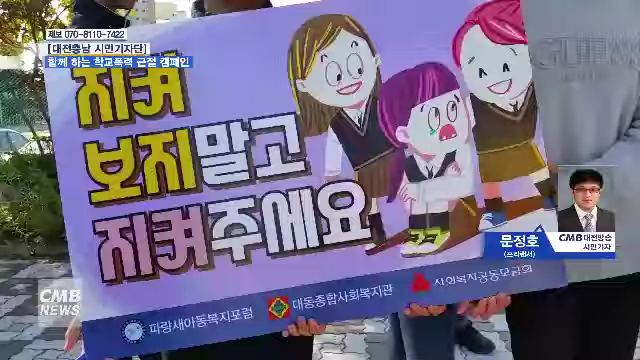 제보 070-8110-7422
[대전충남 시민기자단]
함께 하는 학교폭력 근절 캠페인
지켜
보지말고
지켜주세요
문정호
(프리랜서)
CMB 대전방송
시민기자
CMB
NEWS
파랑새아동복지포럼
대동종합사회복지관
사회복지공동모금회